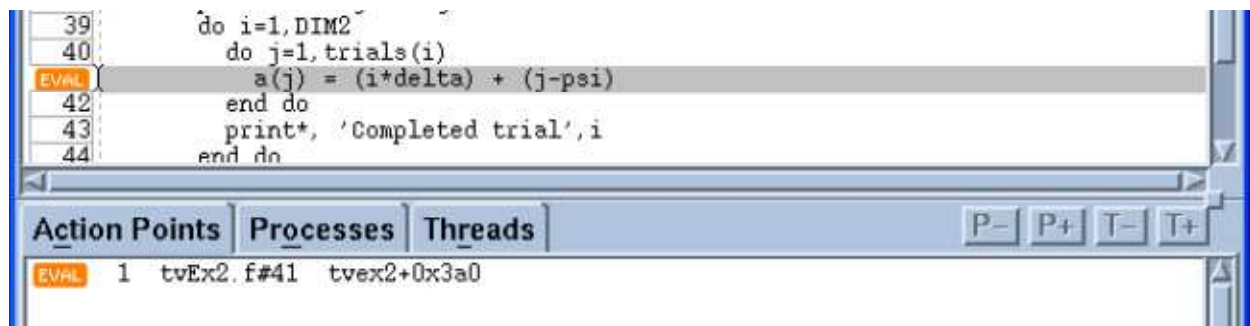 39 do i=1,DIM2
40 do j=1,trials(i)
EVAL a(j) = (i*delta) + (j-psi)
42 end do
43 print*, 'Completed trial',i
44 end do
Action Points Processes Threads P- P+ T- T+
EVAL 1 tvEx2.f#41 tvex2+0x3a0